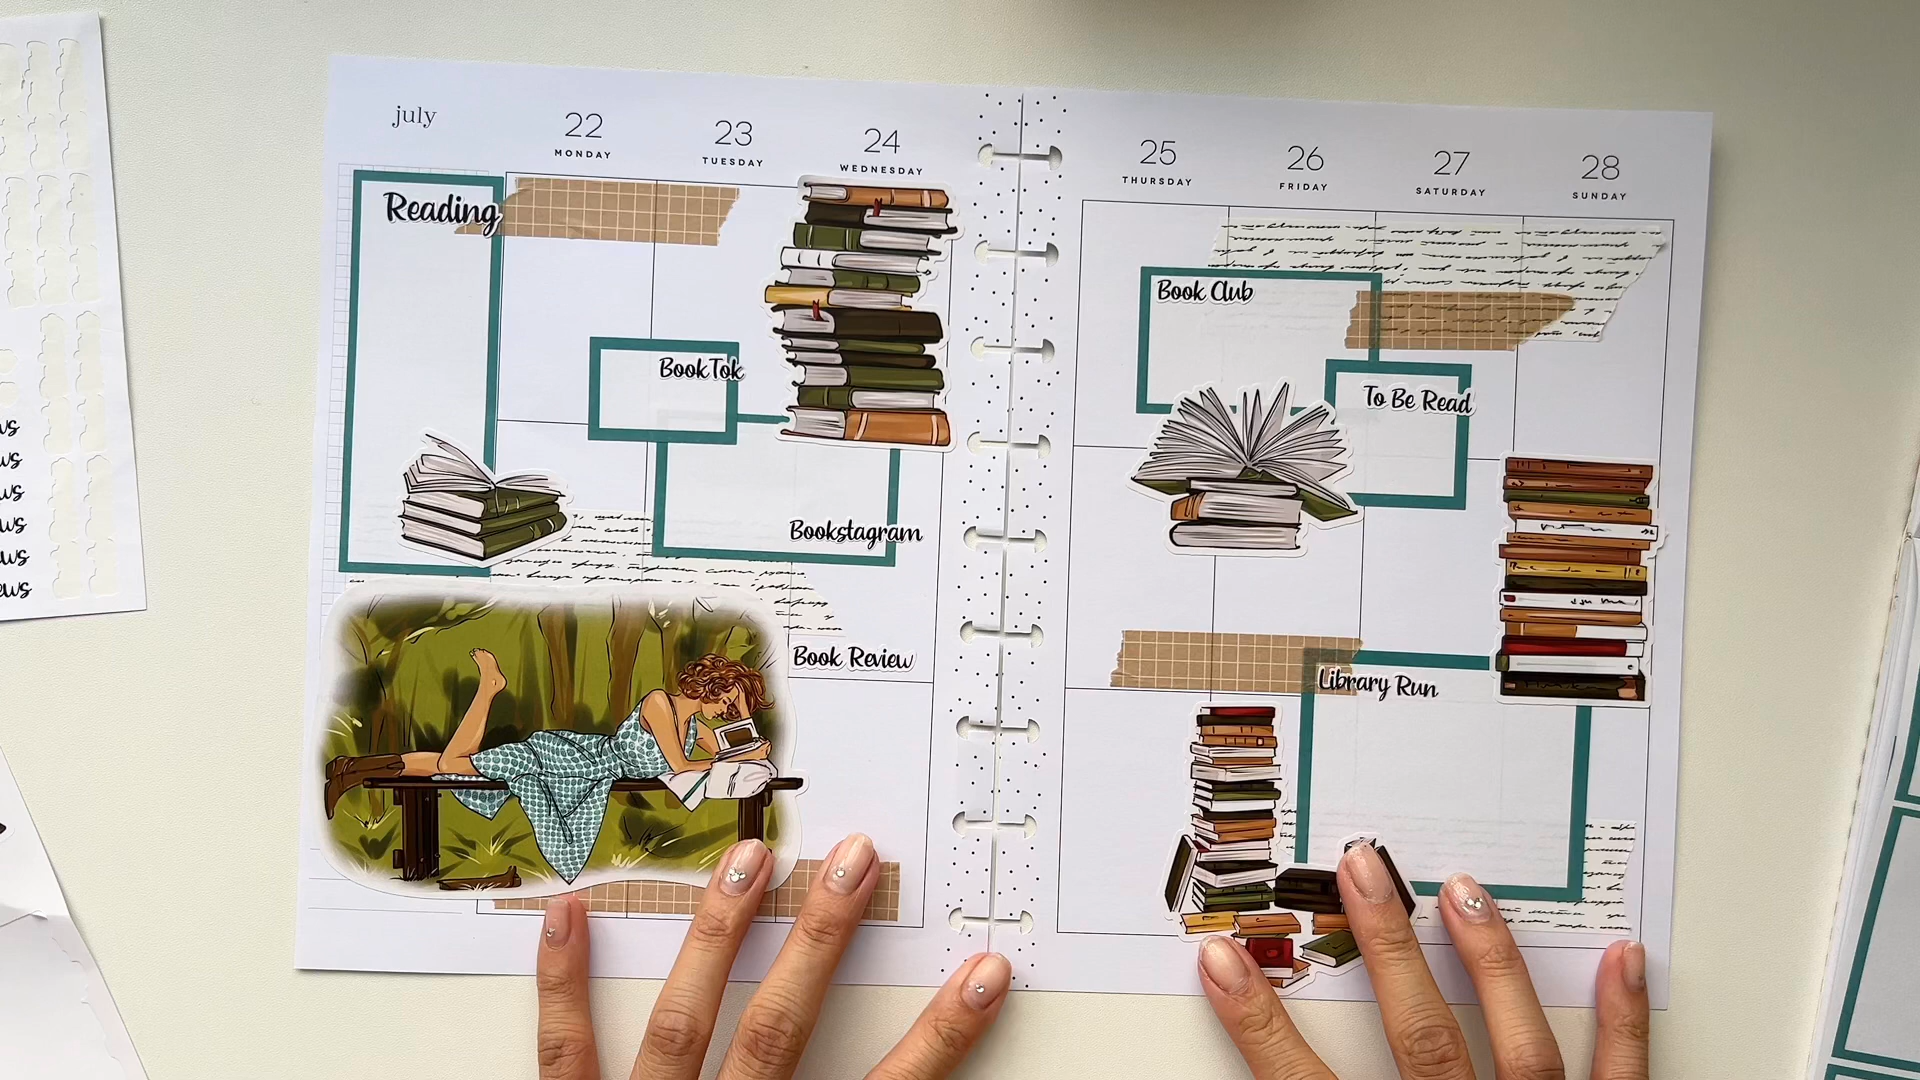 july
22
MONDAY
23
TUESDAY
24
WEDNESDAY
25
THURSDAY
26
FRIDAY
27
SATURDAY
28
SUNDAY
Reading
BookTok
Bookstagram
Book Review
Book Club
To Be Read
Library Run